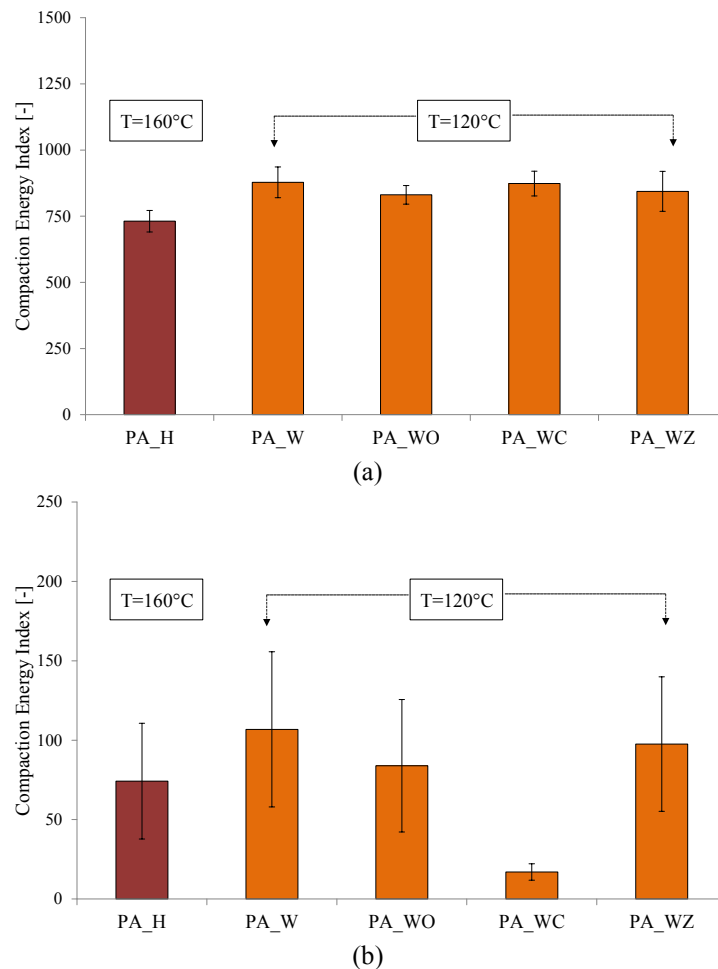 1500
1250
1000
750
500
250
0
Compaction Energy Index [-]
T=160°C
T=120°C
PA_H PA_W PA_WO PA_WC PA_WZ
(a)
250
200
150
100
50
0
Compaction Energy Index [-]
T=160°C
T=120°C
PA_H PA_W PA_WO PA_WC PA_WZ
(b)